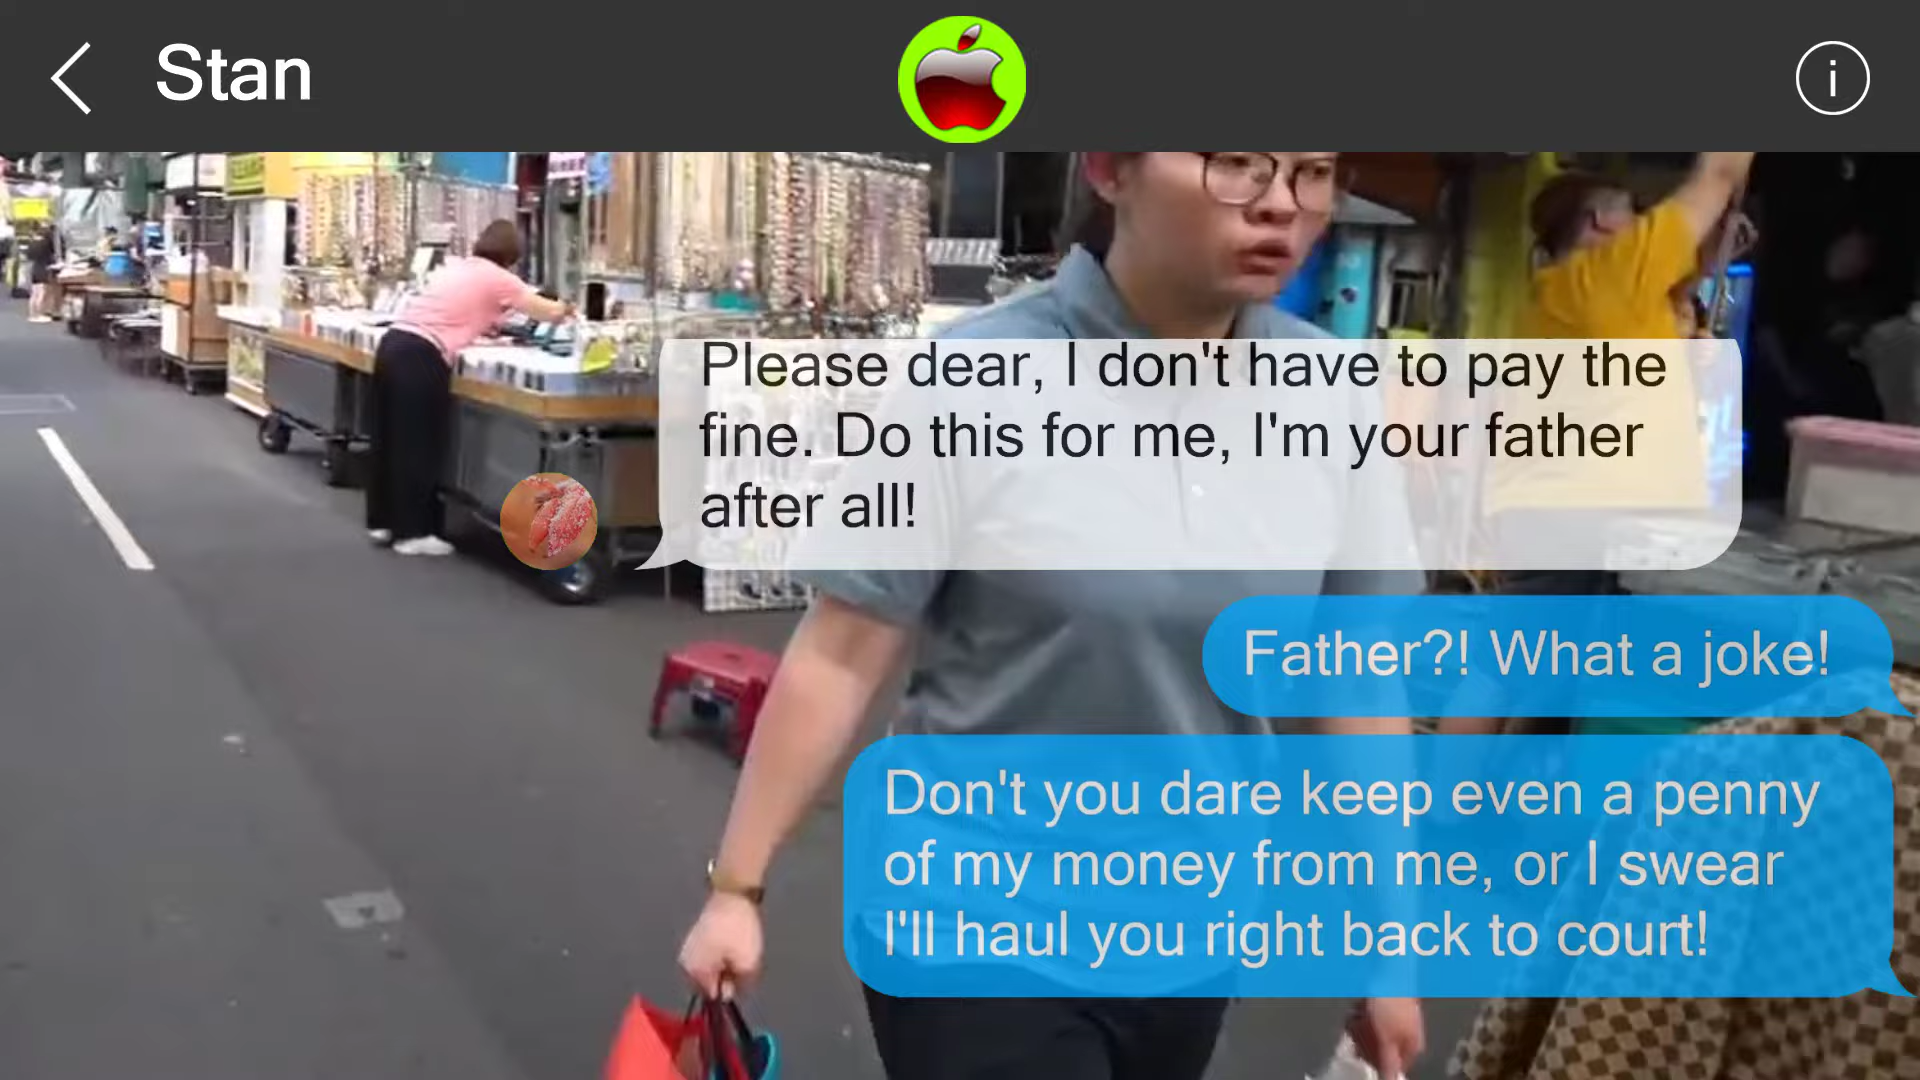 Stan
Please dear, I don't have to pay the
fine. Do this for me, I'm your father
after all!
Father?! What a joke!
Don't you dare keep even a penny
of my money from me, or I swear
I'll haul you right back to court!